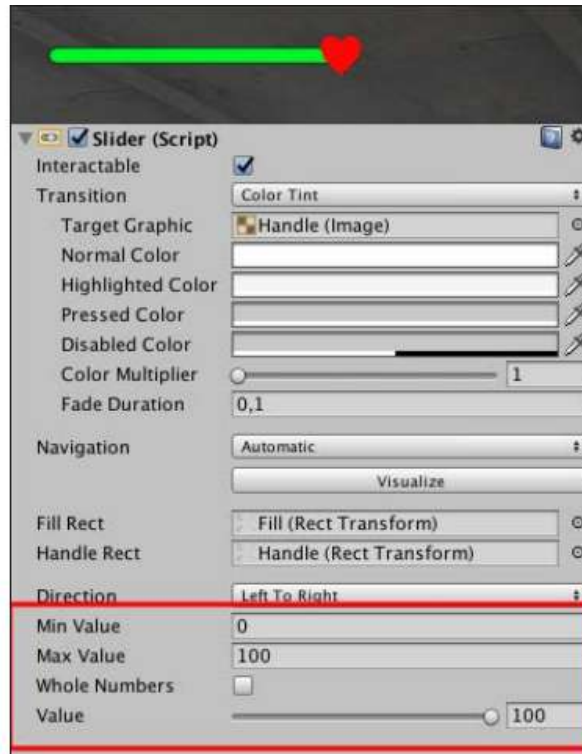 Slider (Script)
Interactable
Transition Color Tint
Target Graphic Handle (Image)
Normal Color
Highlighted Color
Pressed Color
Disabled Color
Color Multiplier 1
Fade Duration 0,1
Navigation Automatic
Visualize
Fill Rect Fill (Rect Transform)
Handle Rect Handle (Rect Transform)
Direction Left To Right
Min Value 0
Max Value 100
Whole Numbers
Value 100